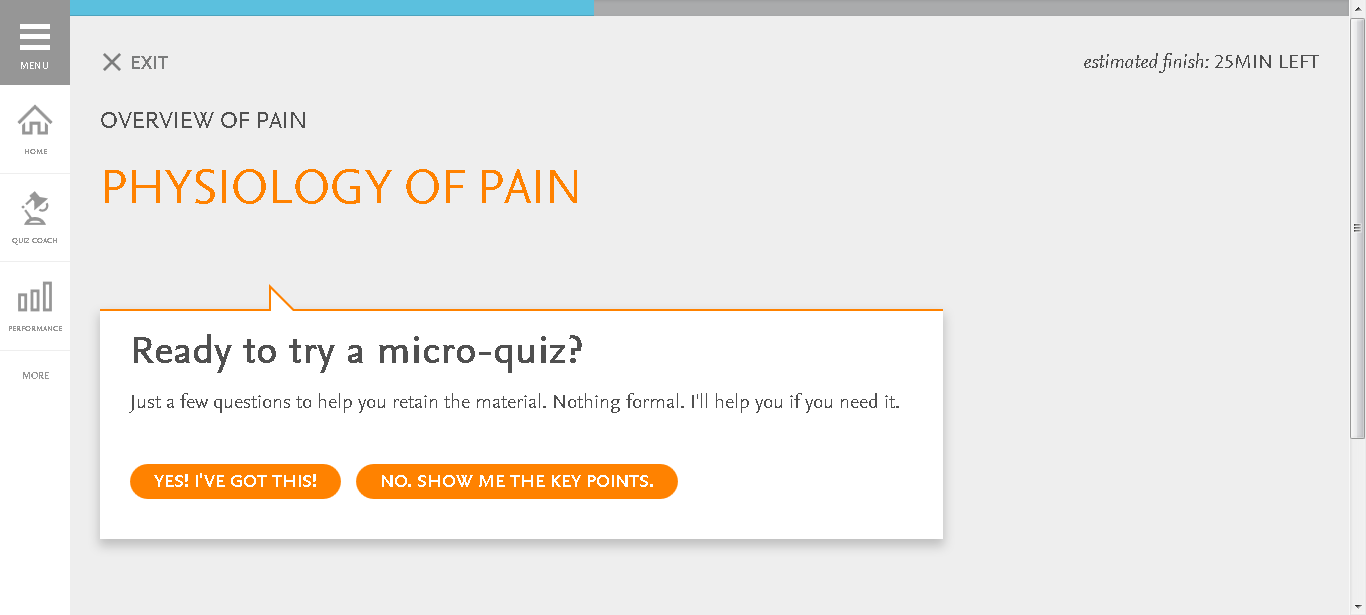 MENU
HOME
QUIZ COACH
PERFORMANCE
MORE
EXIT
estimated finish: 25MIN LEFT
OVERVIEW OF PAIN
PHYSIOLOGY OF PAIN
Ready to try a micro-quiz?
Just a few questions to help you retain the material. Nothing formal. I'll help you if you need it.
YES! I'VE GOT THIS!
NO. SHOW ME THE KEY POINTS.